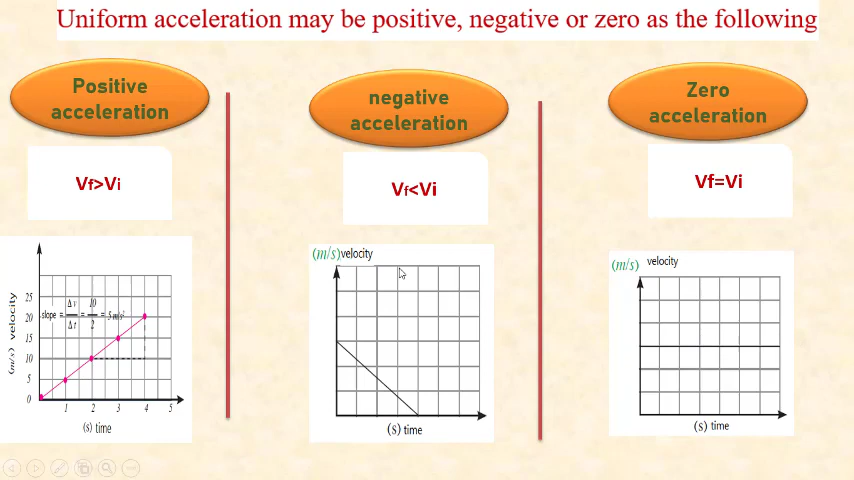 Uniform acceleration may be positive, negative or zero as the following
Positive
acceleration
negative
acceleration
Zero
acceleration
Vf>Vi
Vf<Vi
Vf=Vi
(m/s) velocity
25
20
15
10
5
0
slope = Δv/Δt = 10/2 = 5 m/s²
1 2 3 4 5
(s) time
(m/s) velocity
(s) time
(m/s) velocity
(s) time